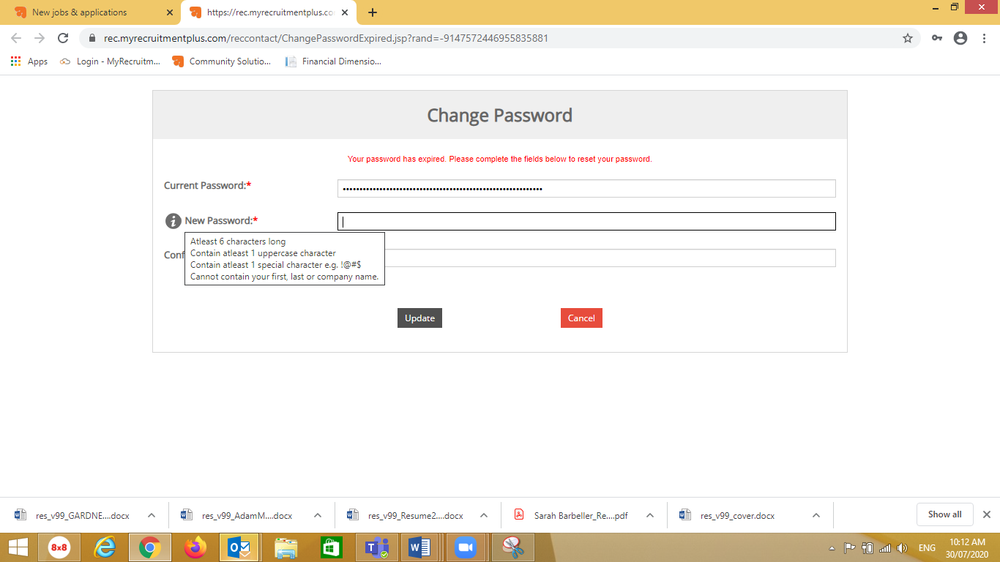 New jobs & applications
https://rec.myrecruitmentplus.co
rec.myrecruitmentplus.com/reccontact/ChangePasswordExpired.jsp?rand=-9147572446955835881
Apps Login - MyRecruitm... Community Solutio... Financial Dimensio...
Change Password
Your password has expired. Please complete the fields below to reset your password.
Current Password:*
New Password:*
Atleast 6 characters long
Contain atleast 1 uppercase character
Conf
Contain atleast 1 special character e.g. !@#$
Cannot contain your first, last or company name.
Update Cancel
res_v99_GARDNE....docx res_v99_AdamM....docx res_v99_Resume2....docx Sarah Barbeller_Re....pdf res_v99_cover.docx Show all
8x8 ENG
10:12 AM
30/07/2020